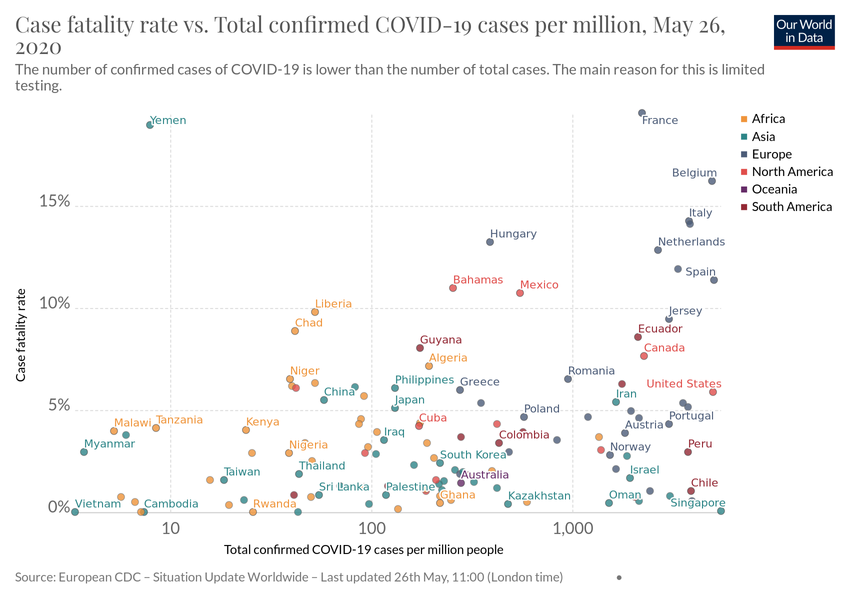 Case fatality rate vs. Total confirmed COVID-19 cases per million, May 26,
2020
Our World
in Data
The number of confirmed cases of COVID-19 is lower than the number of total cases. The main reason for this is limited
testing.
Yemen
France
Africa
Asia
Europe
North America
Oceania
South America
Belgium
15%
Italy
Hungary
Netherlands
Spain
Bahamas
Mexico
10%
Liberia
Jersey
Chad
Ecuador
Guyana
Canada
Case fatality rate
Algeria
Niger
Romania
Philippines
Greece
United States
China
Iran
Japan
5%
Poland
Portugal
Malawi
Tanzania
Kenya
Cuba
Austria
Iraq
Colombia
Myanmar
Nigeria
Norway
Peru
South Korea
Taiwan
Thailand
Israel
Australia
Sri Lanka
Palestine
Chile
Ghana
Kazakhstan
Oman
0%
Vietnam
Cambodia
Rwanda
Singapore
10
100
1,000
Total confirmed COVID-19 cases per million people
Source: European CDC – Situation Update Worldwide – Last updated 26th May, 11:00 (London time)